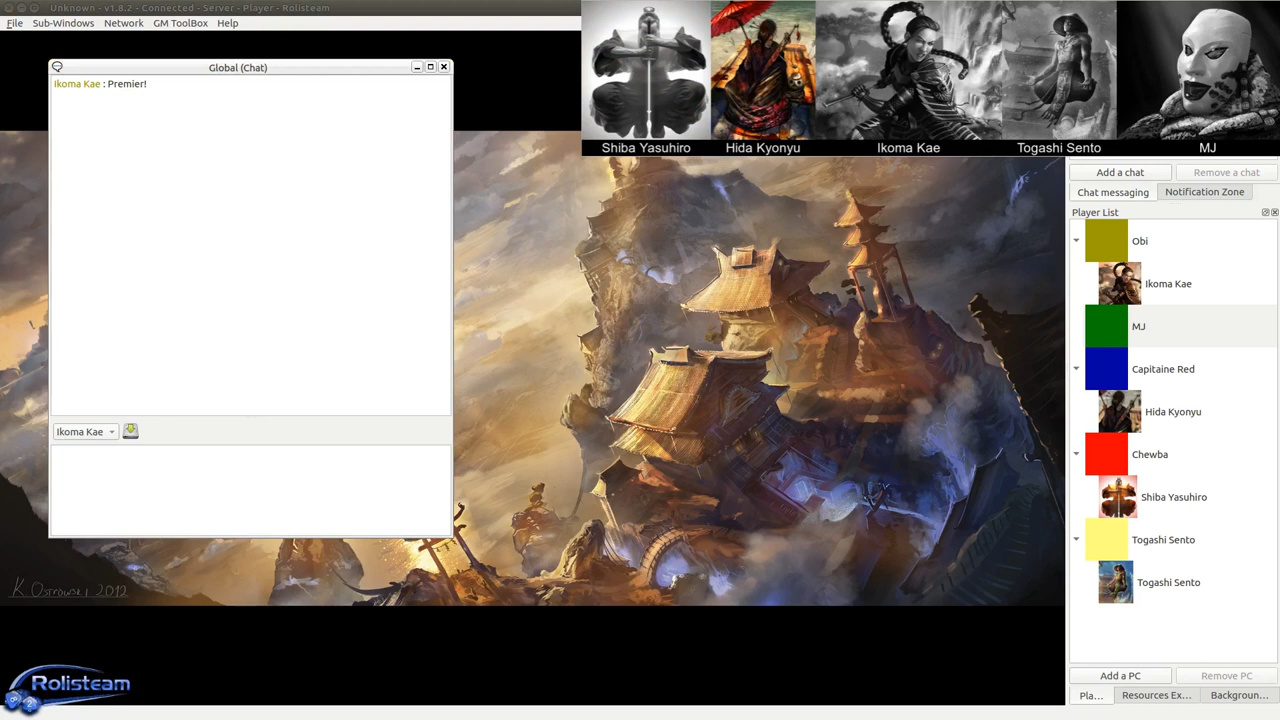 Unknown - v1.8.2 - Connected - Server - Player - Rolisteam
File Sub-Windows Network GM ToolBox Help
Global (Chat)
Ikoma Kae : Premier!
Ikoma Kae
Shiba Yasuhiro Hida Kyonyu Ikoma Kae Togashi Sento MJ
Add a chat Remove a chat
Chat messaging Notification Zone
Player List
Obi
Ikoma Kae
MJ
Capitaine Red
Hida Kyonyu
Chewba
Shiba Yasuhiro
Togashi Sento
Togashi Sento
Add a PC Remove PC
Pla... Resources Ex... Backgroun...
K Ostrowski 2012
Rolisteam